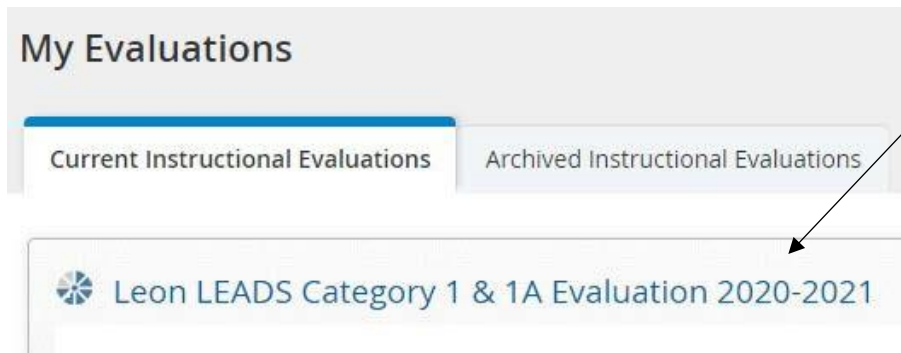 My Evaluations
Current Instructional Evaluations Archived Instructional Evaluations
Leon LEADS Category 1 & 1A Evaluation 2020-2021